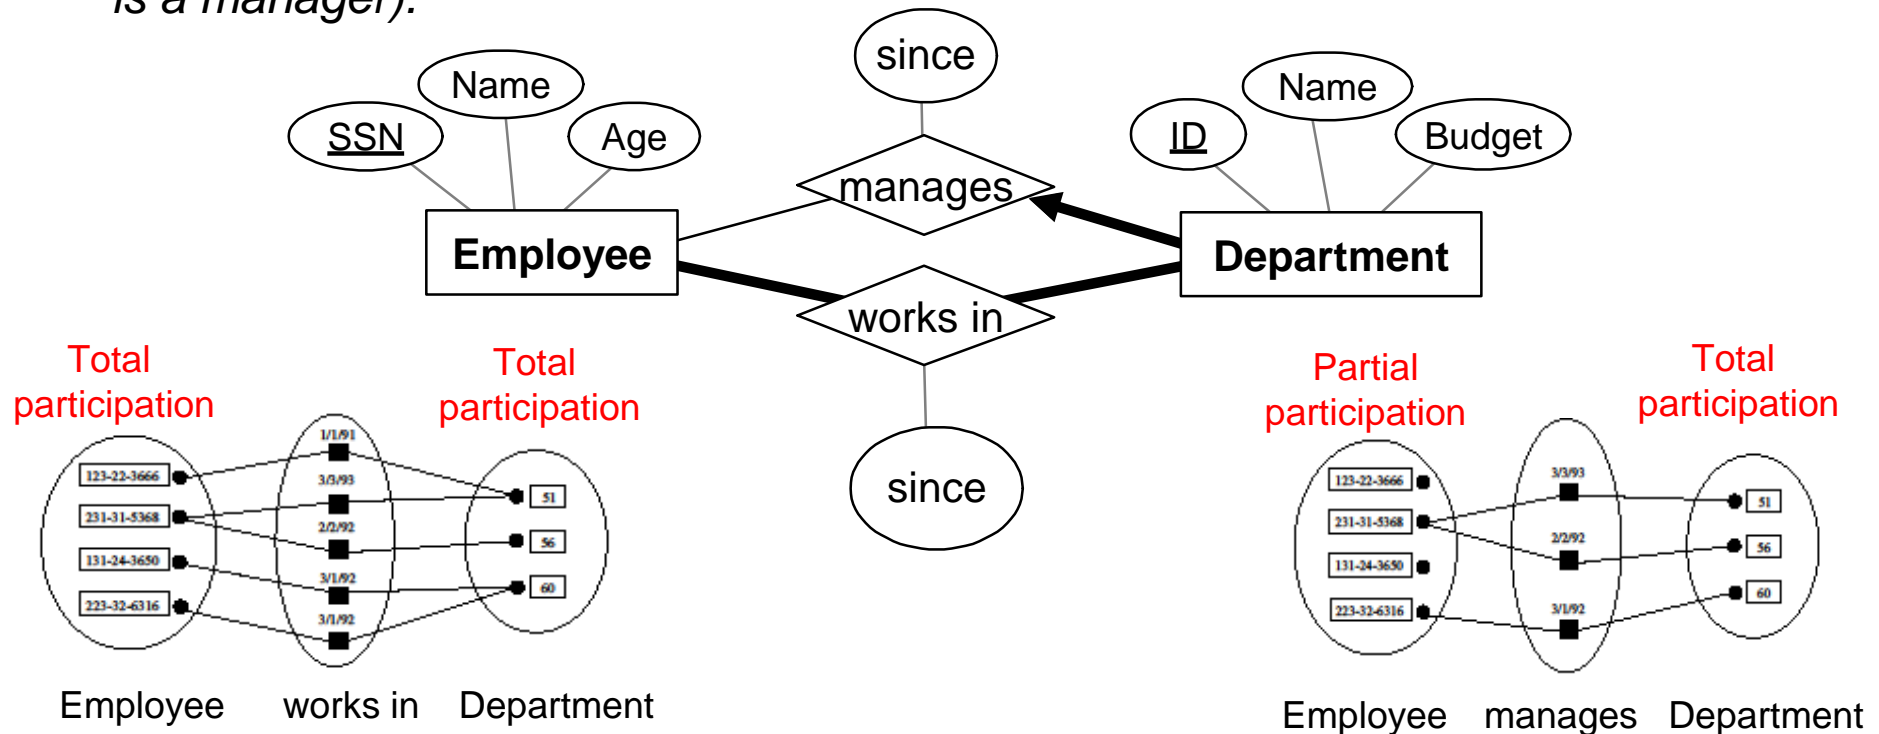 is a manager).
since
Name
Name
SSN
Age
ID
Budget
manages
Employee
Department
works in
since
Total
participation
Total
participation
1/1/91
123-22-3666
3/3/93
51
231-31-5368
2/2/92
56
131-24-3650
3/1/92
60
223-32-6316
3/1/92
Employee
works in
Department
Partial
participation
Total
participation
123-22-3666
3/3/93
51
231-31-5368
2/2/92
56
131-24-3650
60
223-32-6316
3/1/92
Employee
manages
Department